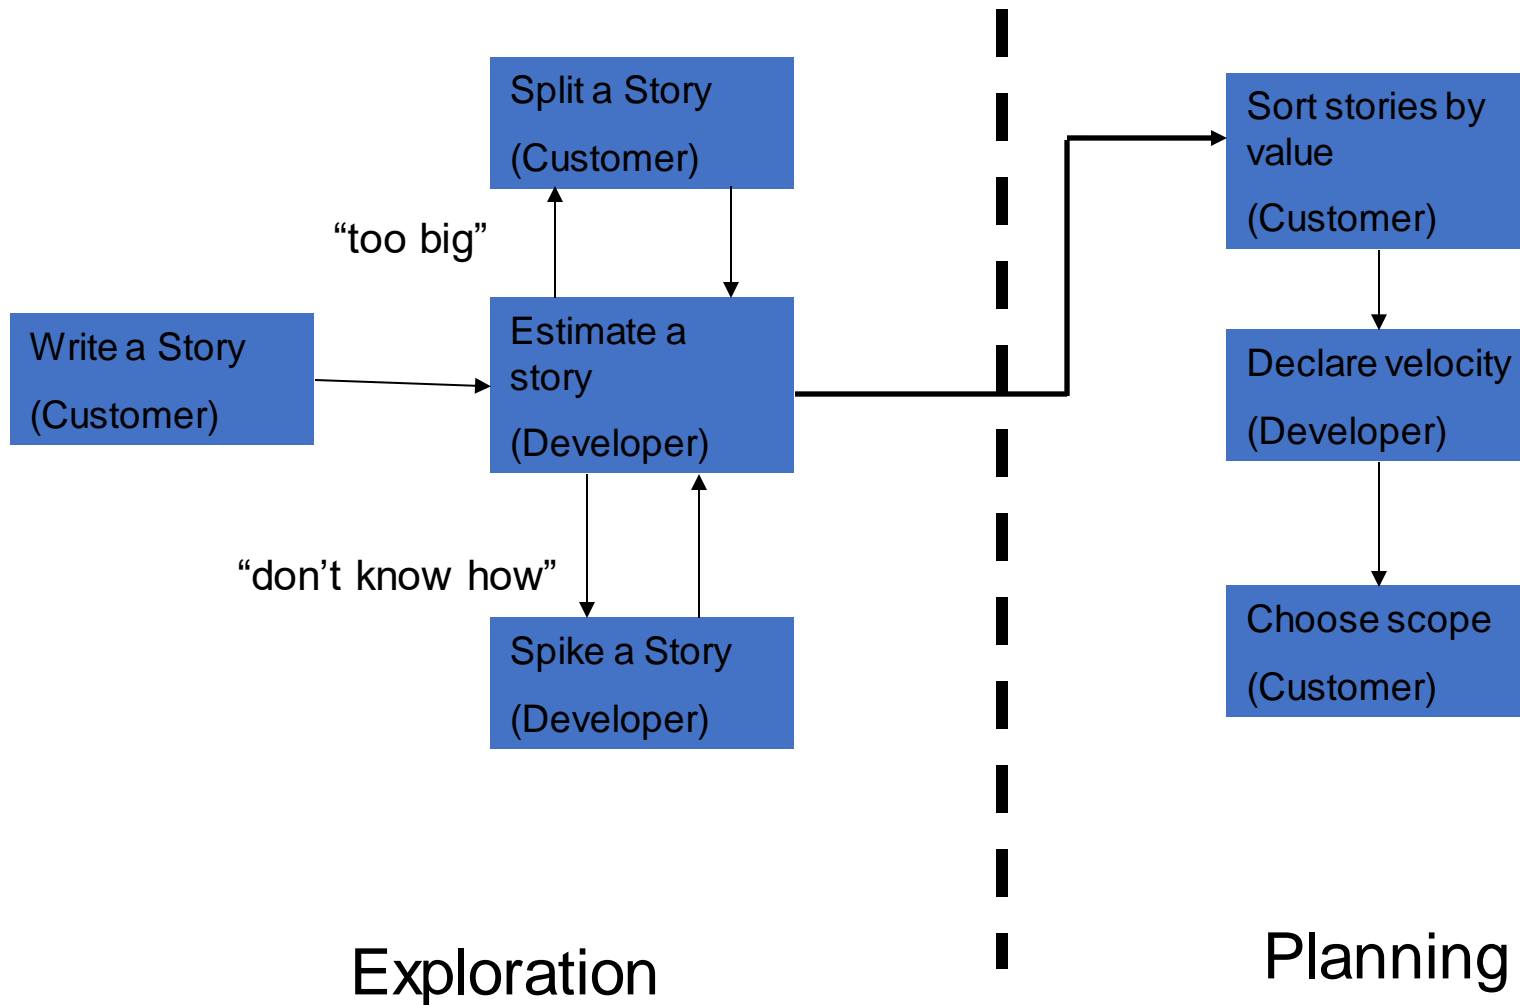 Split a Story
(Customer)
“too big”
Write a Story
(Customer)
Estimate a
story
(Developer)
“don’t know how”
Spike a Story
(Developer)
Exploration
Sort stories by
value
(Customer)
Declare velocity
(Developer)
Choose scope
(Customer)
Planning